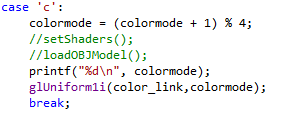 case 'c':
    colormode = (colormode + 1) % 4;
    //setShaders();
    //loadOBJModel();
    printf("%d\n", colormode);
    glUniform1i(color_link,colormode);
    break;